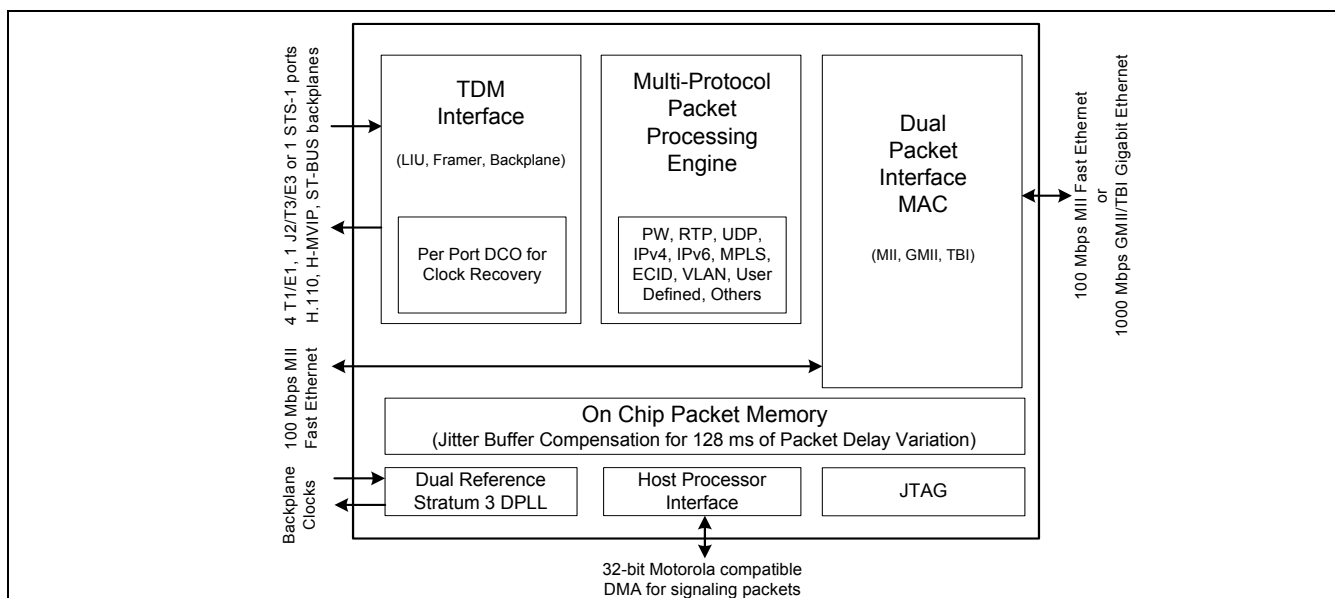 4 T1/E1, 1 J2/T3/E3 or 1 STS-1 ports
H.110, H-MVIP, ST-BUS backplanes
TDM
Interface
(LIU, Framer, Backplane)
Per Port DCO for
Clock Recovery
Multi-Protocol
Packet
Processing
Engine
PW, RTP, UDP,
IPv4, IPv6, MPLS,
ECID, VLAN, User
Defined, Others
Dual
Packet
Interface
MAC
(MII, GMII, TBI)
100 Mbps MII Fast Ethernet
or
1000 Mbps GMII/TBI Gigabit Ethernet
100 Mbps MII
Fast Ethernet
On Chip Packet Memory
(Jitter Buffer Compensation for 128 ms of Packet Delay Variation)
Backplane
Clocks
Dual Reference
Stratum 3 DPLL
Host Processor
Interface
JTAG
32-bit Motorola compatible
DMA for signaling packets